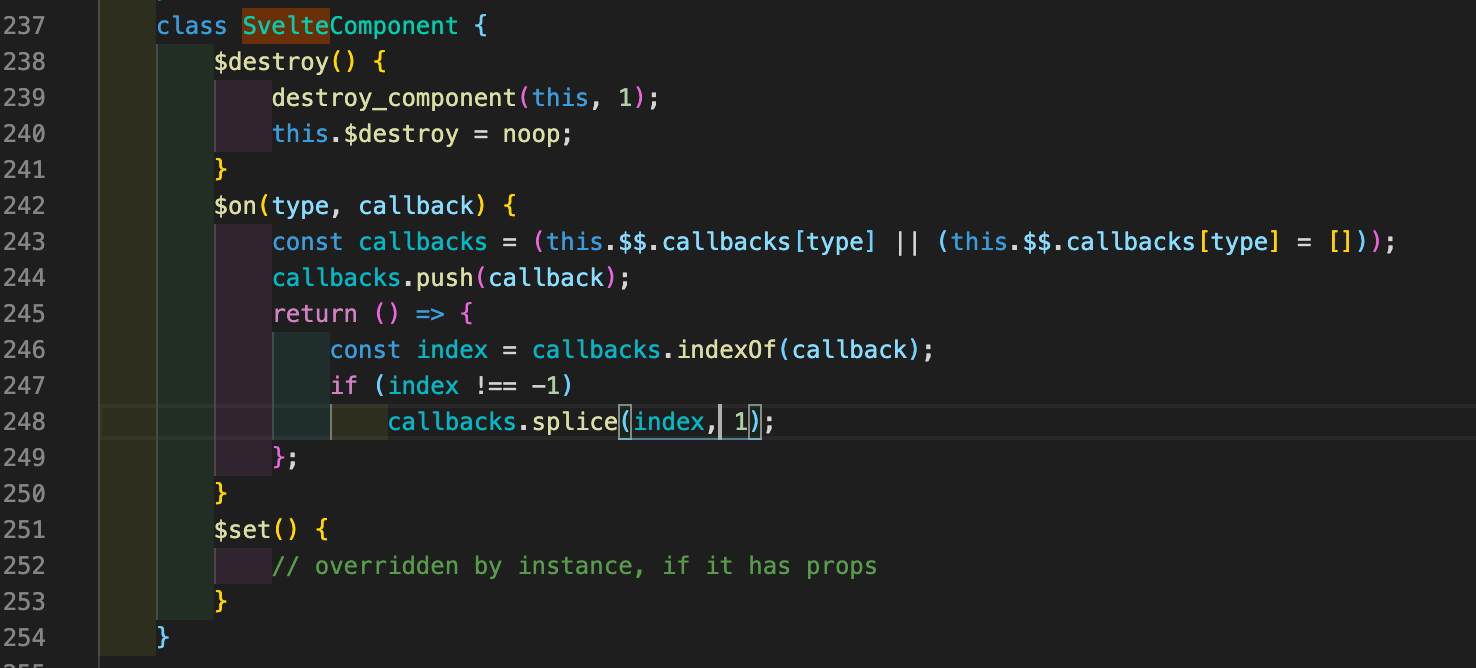 237 class SvelteComponent {
238 $destroy() {
239 destroy_component(this, 1);
240 this.$destroy = noop;
241 }
242 $on(type, callback) {
243 const callbacks = (this.$$.callbacks[type] || (this.$$.callbacks[type] = []));
244 callbacks.push(callback);
245 return () => {
246 const index = callbacks.indexOf(callback);
247 if (index !== -1)
248 callbacks.splice(index, 1);
249 };
250 }
251 $set() {
252 // overridden by instance, if it has props
253 }
254 }